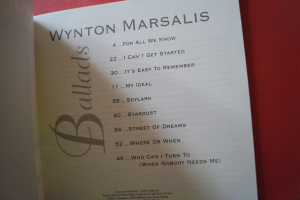 WYNTON MARSALIS
Ballads
4 ...FOR ALL WE KNOW
22 ...I CAN'T GET STARTED
30 ...IT'S EASY TO REMEMBER
11 ...MY IDEAL
35 ...SKYLARK
40 ...STARDUST
56 ...STREET OF DREAMS
52 ...WHERE OR WHEN
46 ...WHO CAN I TURN TO
(WHEN NOBODY NEEDS ME)